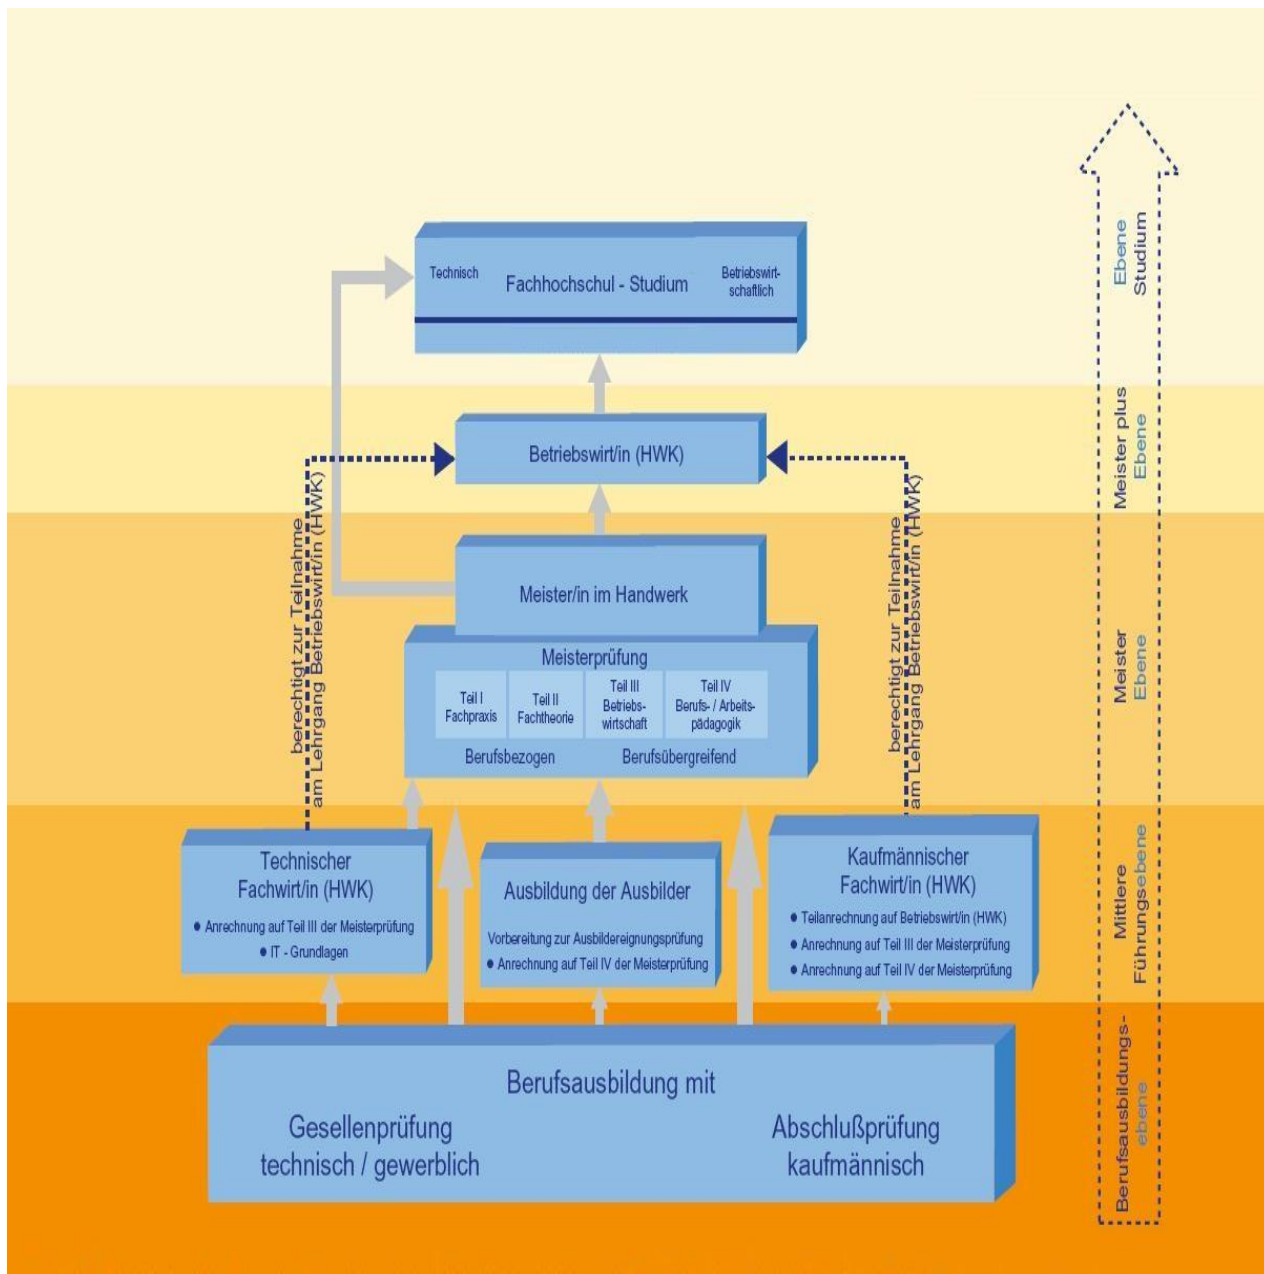 Technisch
Fachhochschul - Studium
Betriebswirt-
schaftlich
Betriebswirt/in (HWK)
Meister/in im Handwerk
Meisterprüfung
Teil I
Fachpraxis
Teil II
Fachtheorie
Teil III
Betriebs-
wirtschaft
Teil IV
Berufs- / Arbeits-
pädagogik
Berufsbezogen
Berufsübergreifend
berechtigt zur Teilnahme
am Lehrgang Betriebswirt/in (HWK)
berechtigt zur Teilnahme
am Lehrgang Betriebswirt/in (HWK)
Technischer
Fachwirt/in (HWK)
● Anrechnung auf Teil III der Meisterprüfung
● IT - Grundlagen
Ausbildung der Ausbilder
Vorbereitung zur Ausbildereignungsprüfung
● Anrechnung auf Teil IV der Meisterprüfung
Kaufmännischer
Fachwirt/in (HWK)
● Teilanrechnung auf Betriebswirt/in (HWK)
● Anrechnung auf Teil III der Meisterprüfung
● Anrechnung auf Teil IV der Meisterprüfung
Berufsausbildung mit
Gesellenprüfung
technisch / gewerblich
Abschlußprüfung
kaufmännisch
Ebene
Studium
Meister plus
Ebene
Meister
Ebene
Mittlere
Führungsebene
Berufsausbildungs-
ebene